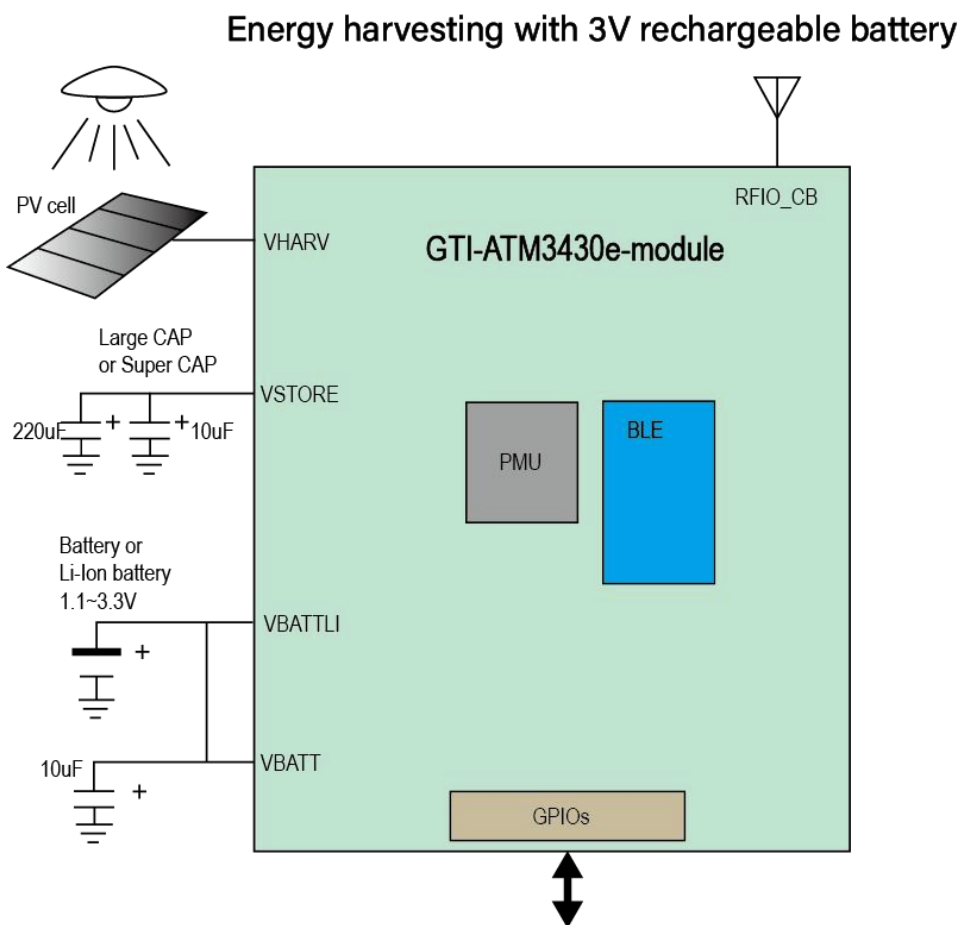 Energy harvesting with 3V rechargeable battery
RFIO_CB
PV cell
VHARV
GTI-ATM3430e-module
Large CAP
or Super CAP
VSTORE
220uF
+
+
10uF
PMU
BLE
Battery or
Li-Ion battery
1.1~3.3V
VBATTLI
+
VBATT
10uF
+
GPIOs